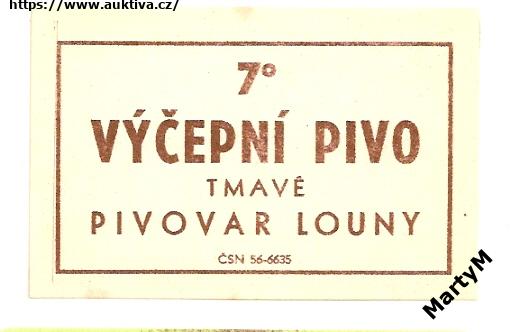 https://www.auktiva.cz/
7°
VÝČEPNÍ PIVO
TMAVÉ
PIVOVAR LOUNY
ČSN 56-6635
MartyM